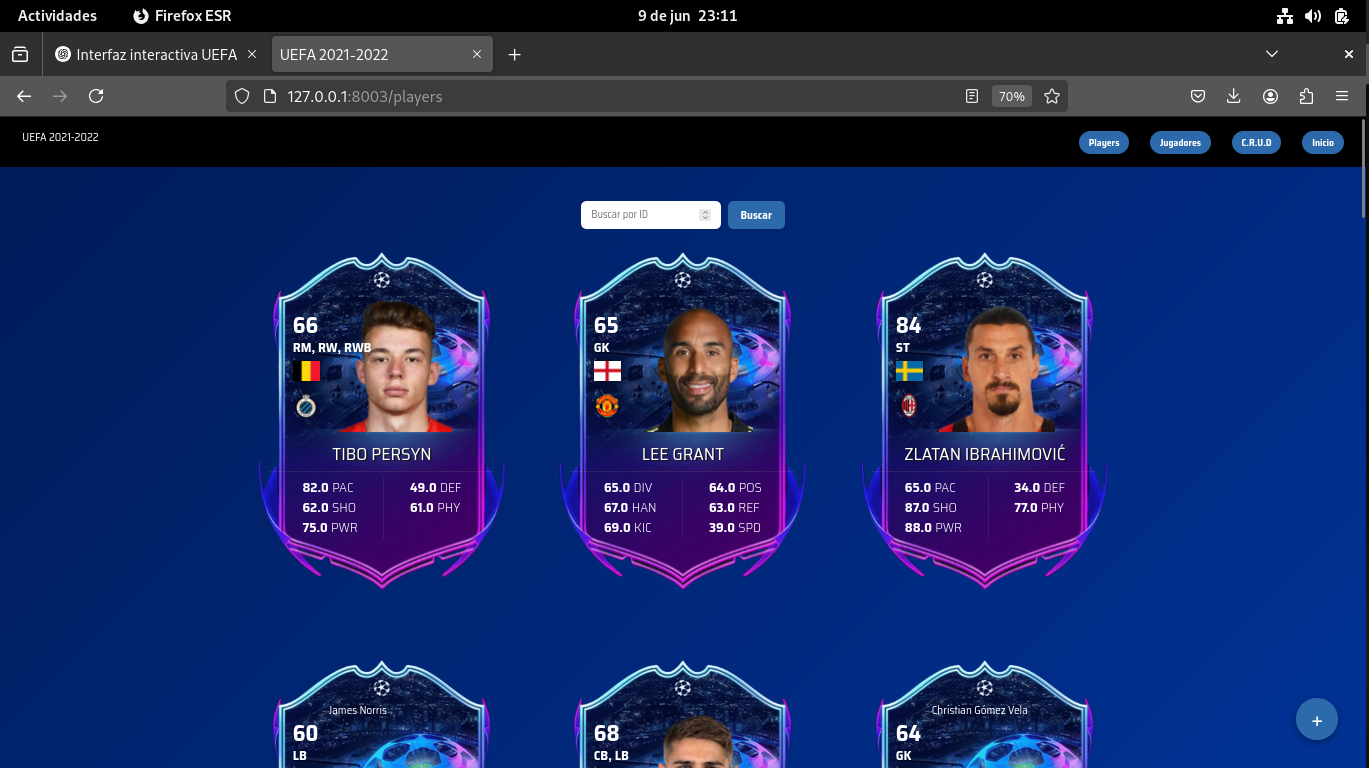 Actividades
Firefox ESR
9 de jun 23:11
Interfaz interactiva UEFA
UEFA 2021-2022
127.0.0.1:8003/players
70%
UEFA 2021-2022
Players
Jugadores
C.R.U.D
Inicio
Buscar por ID
Buscar
66
RM, RW, RWB
TIBO PERSYN
82.0 PAC
49.0 DEF
62.0 SHO
61.0 PHY
75.0 PWR
65
GK
LEE GRANT
65.0 DIV
64.0 POS
67.0 HAN
63.0 REF
69.0 KIC
39.0 SPD
84
ST
ZLATAN IBRAHIMOVIĆ
65.0 PAC
34.0 DEF
87.0 SHO
77.0 PHY
88.0 PWR
James Norris
60
LB
68
CB, LB
Christian Gómez Vela
64
GK
+